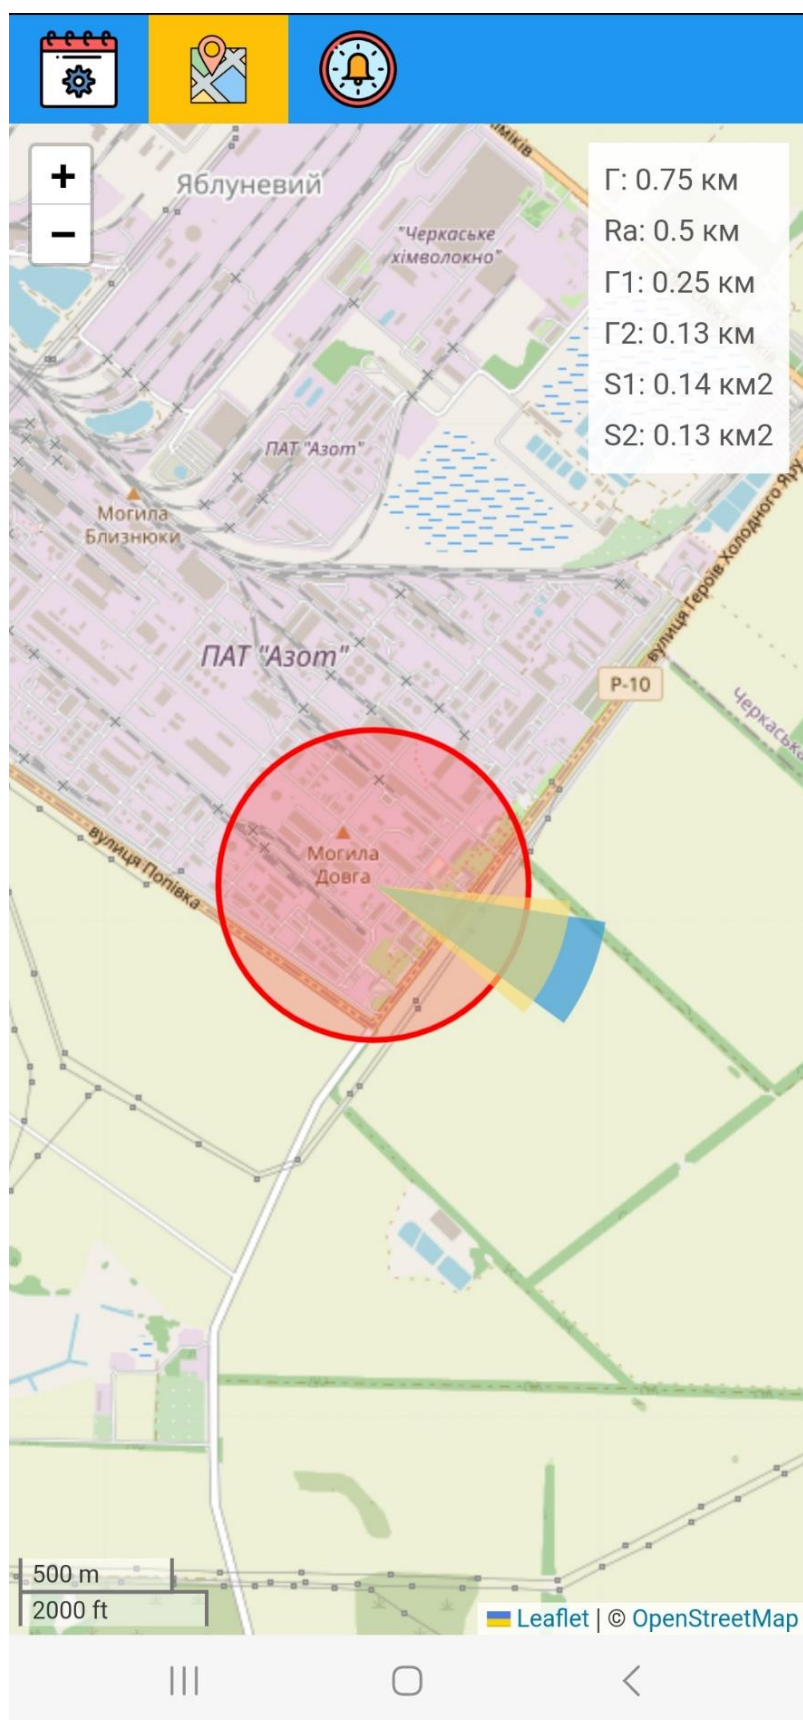 +
−
Г: 0.75 км
Ra: 0.5 км
Г1: 0.25 км
Г2: 0.13 км
S1: 0.14 км2
S2: 0.13 км2
Яблуневий
"Черкаське
хімволокно"
ПАТ "Азот"
Могила
Близнюки
вулиця Героїв Холодного Яру
ПАТ "Азот"
Р-10
Черкаська
вулиця Попівка
Могила
Довга
500 m
2000 ft
Leaflet | © OpenStreetMap